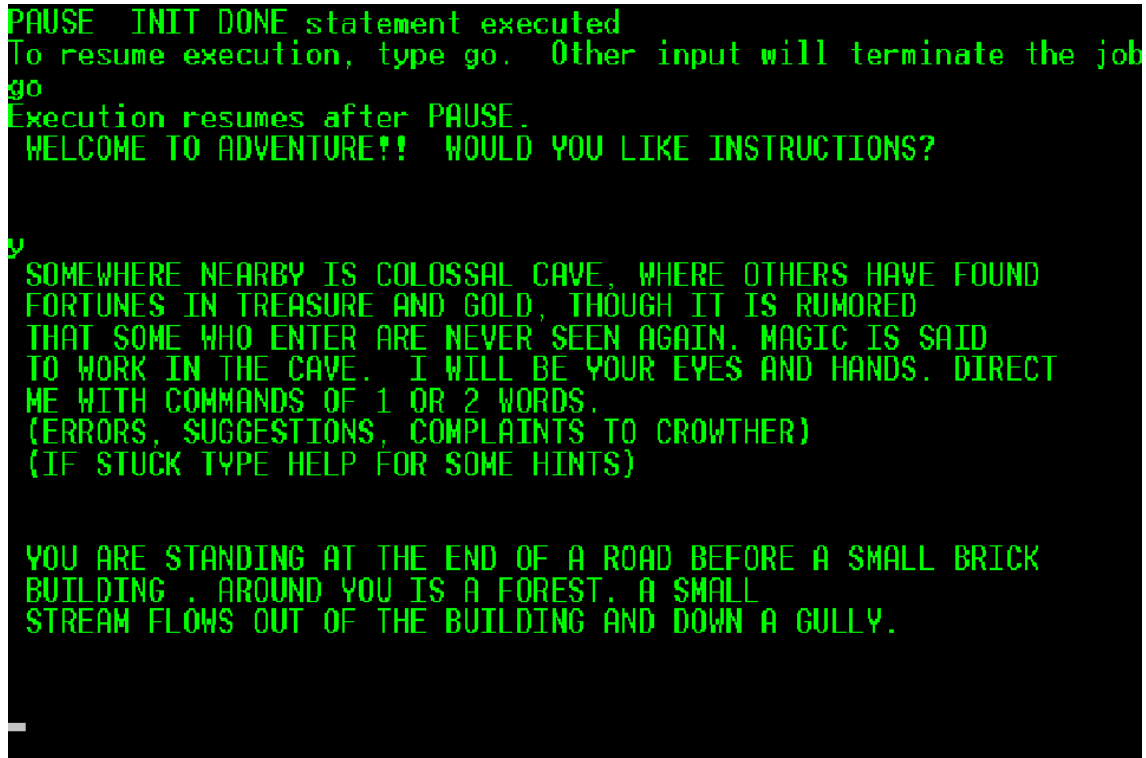 PAUSE  INIT DONE statement executed
To resume execution, type go.  Other input will terminate the job
go
Execution resumes after PAUSE.
WELCOME TO ADVENTURE!!  WOULD YOU LIKE INSTRUCTIONS?
y
SOMEWHERE NEARBY IS COLOSSAL CAVE, WHERE OTHERS HAVE FOUND
FORTUNES IN TREASURE AND GOLD, THOUGH IT IS RUMORED
THAT SOME WHO ENTER ARE NEVER SEEN AGAIN. MAGIC IS SAID
TO WORK IN THE CAVE.  I WILL BE YOUR EYES AND HANDS. DIRECT
ME WITH COMMANDS OF 1 OR 2 WORDS.
(ERRORS, SUGGESTIONS, COMPLAINTS TO CROWTHER)
(IF STUCK TYPE HELP FOR SOME HINTS)
YOU ARE STANDING AT THE END OF A ROAD BEFORE A SMALL BRICK
BUILDING . AROUND YOU IS A FOREST. A SMALL
STREAM FLOWS OUT OF THE BUILDING AND DOWN A GULLY.